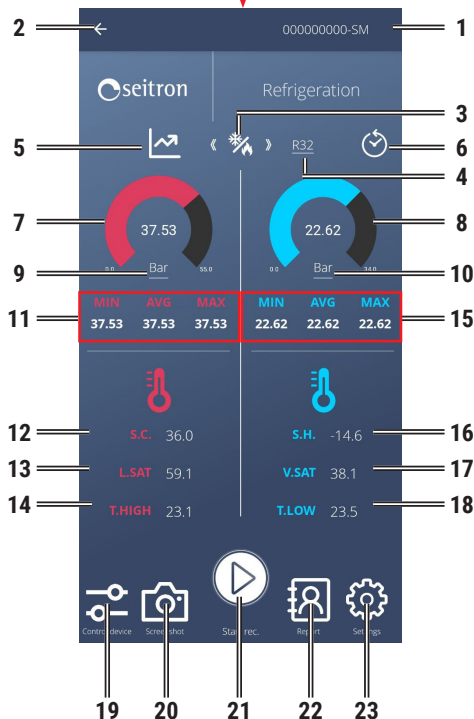 2 000000000-SM 1
seitron Refrigeration
3
5 R32 6
4
7 37.53 22.62 8
0.0 Bar 55.0 0.0 Bar 34.0
9 10
MIN AVG MAX MIN AVG MAX
11 37.53 37.53 37.53 22.62 22.62 22.62 15
12 S.C. 36.0 S.H. -14.6 16
13 L.SAT 59.1 V.SAT 38.1 17
14 T.HIGH 23.1 T.LOW 23.5 18
Control device Screenshot Start rec. Report Settings
19 20 21 22 23